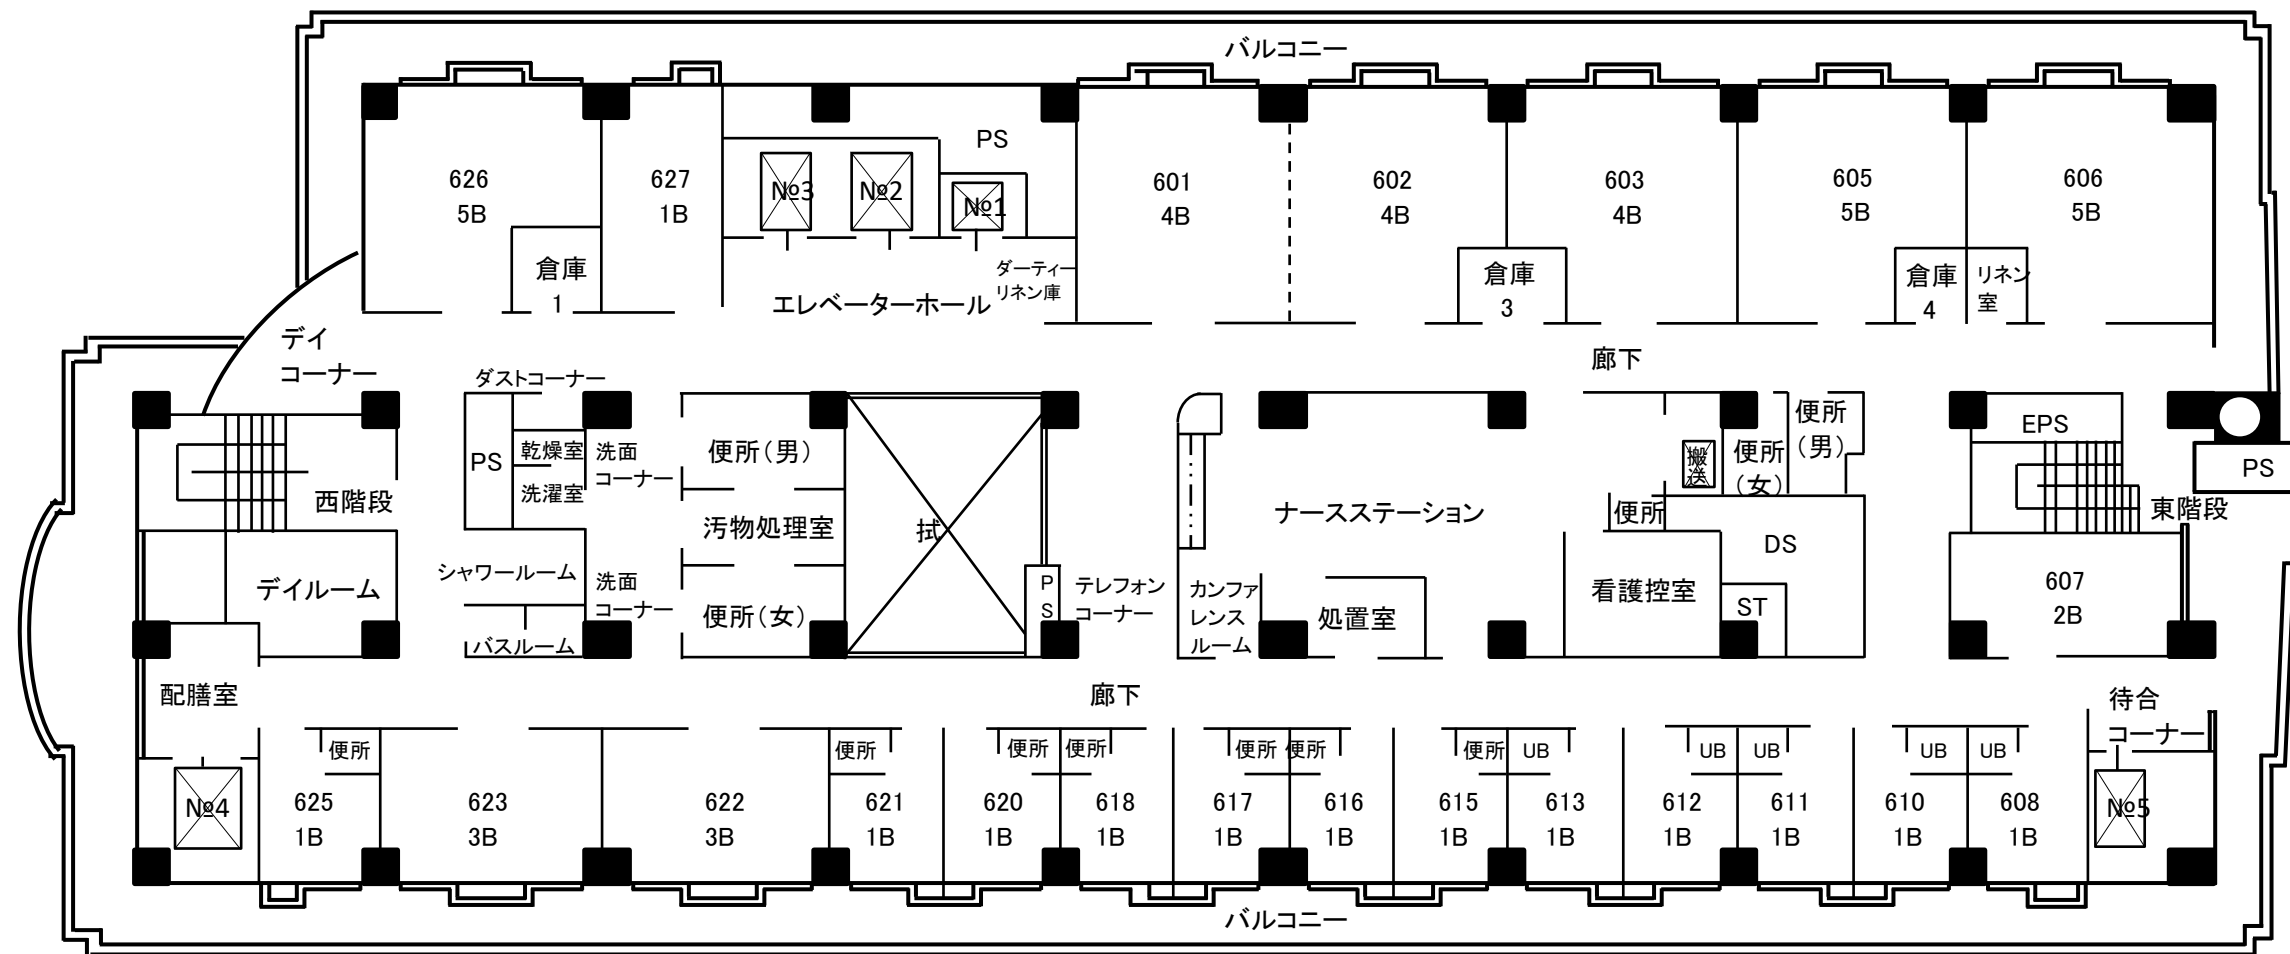 バルコニー
626
5B
627
1B
№3
№2
№1
PS
601
4B
602
4B
603
4B
605
5B
606
5B
倉庫
1
エレベーターホール
ダーティー
リネン庫
倉庫
3
倉庫
4
リネン
室
デイ
コーナー
廊下
ダストコーナー
PS
乾燥室
洗濯室
洗面
コーナー
便所(男)
西階段
汚物処理室
拭
ナースステーション
搬送
便所
(女)
便所
(男)
便所
EPS
PS
東階段
デイルーム
シャワールーム
洗面
コーナー
便所(女)
バスルーム
P
S
テレフォン
コーナー
カンファ
レンス
ルーム
処置室
看護控室
DS
ST
607
2B
配膳室
廊下
待合
コーナー
№4
便所
625
1B
623
3B
622
3B
便所
621
1B
便所
620
1B
便所
618
1B
便所
617
1B
便所
616
1B
便所
615
1B
UB
613
1B
UB
612
1B
UB
611
1B
UB
610
1B
UB
608
1B
№5
バルコニー